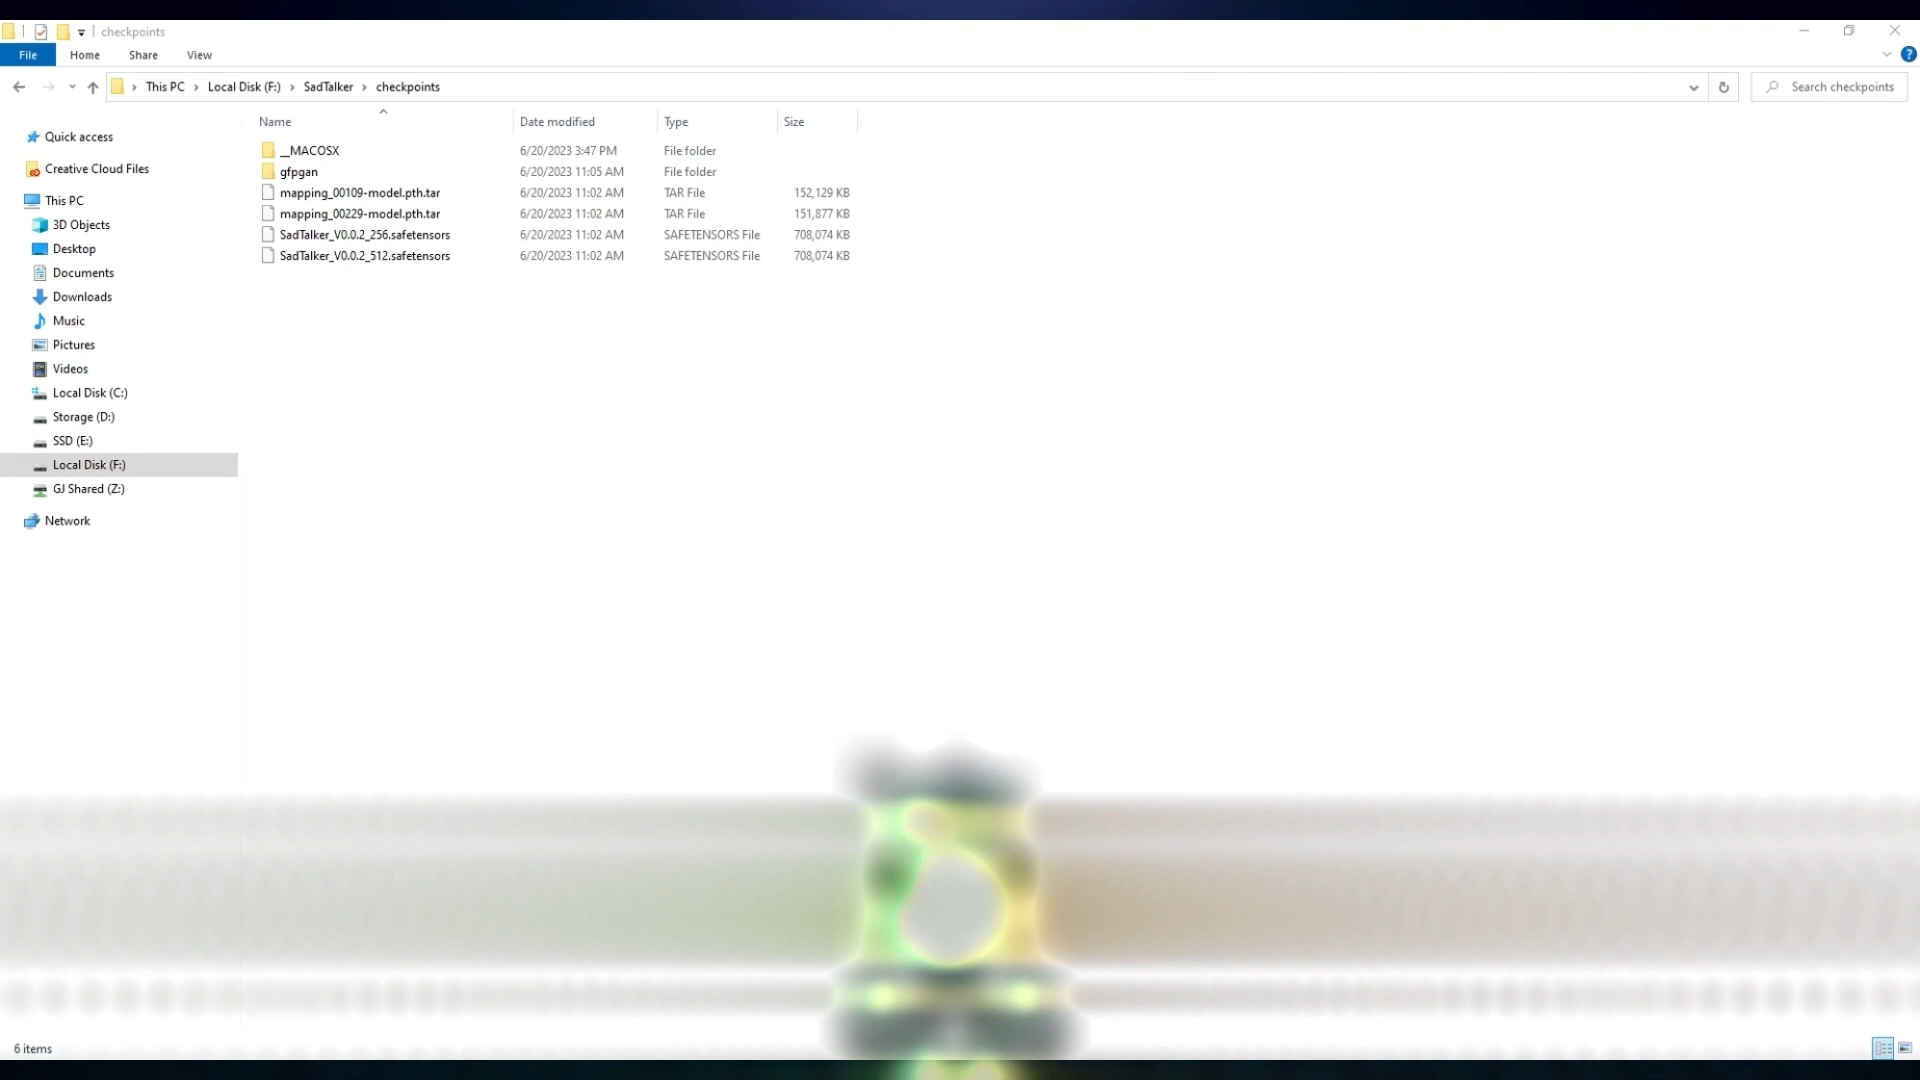 checkpoints
File Home Share View
This PC Local Disk (F:) SadTalker checkpoints Search checkpoints
Name Date modified Type Size
__MACOSX 6/20/2023 3:47 PM File folder
gfpgan 6/20/2023 11:05 AM File folder
mapping_00109-model.pth.tar 6/20/2023 11:02 AM TAR File 152,129 KB
mapping_00229-model.pth.tar 6/20/2023 11:02 AM TAR File 151,877 KB
SadTalker_V0.0.2_256.safetensors 6/20/2023 11:02 AM SAFETENSORS File 708,074 KB
SadTalker_V0.0.2_512.safetensors 6/20/2023 11:02 AM SAFETENSORS File 708,074 KB
Quick access
Creative Cloud Files
This PC
3D Objects
Desktop
Documents
Downloads
Music
Pictures
Videos
Local Disk (C:)
Storage (D:)
SSD (E:)
Local Disk (F:)
GJ Shared (Z:)
Network
6 items